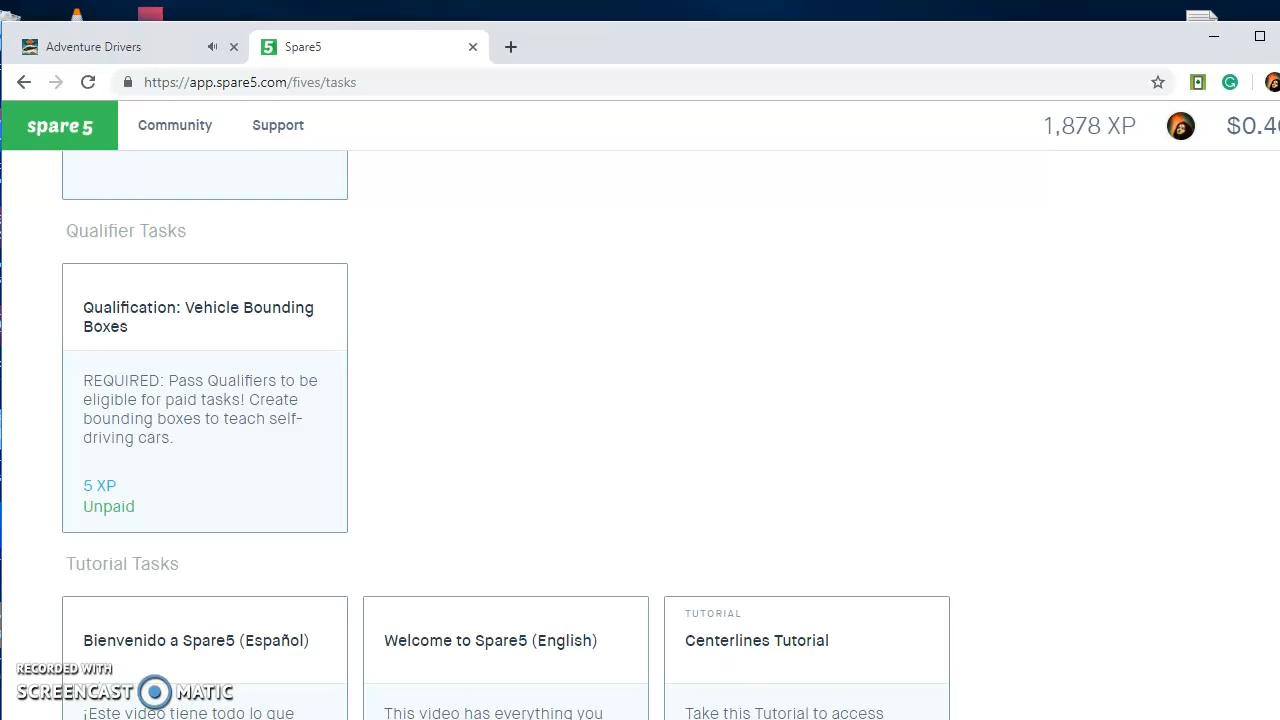 Adventure Drivers
5 Spare5
https://app.spare5.com/fives/tasks
spare5 Community Support 1,878 XP
Qualifier Tasks
Qualification: Vehicle Bounding
Boxes
REQUIRED: Pass Qualifiers to be
eligible for paid tasks! Create
bounding boxes to teach self-
driving cars.
5 XP
Unpaid
Tutorial Tasks
Bienvenido a Spare5 (Español)
Welcome to Spare5 (English)
TUTORIAL
Centerlines Tutorial
¡Este video tiene todo lo que
This video has everything you
Take this Tutorial to access
RECORDED WITH
SCREENCAST MATIC